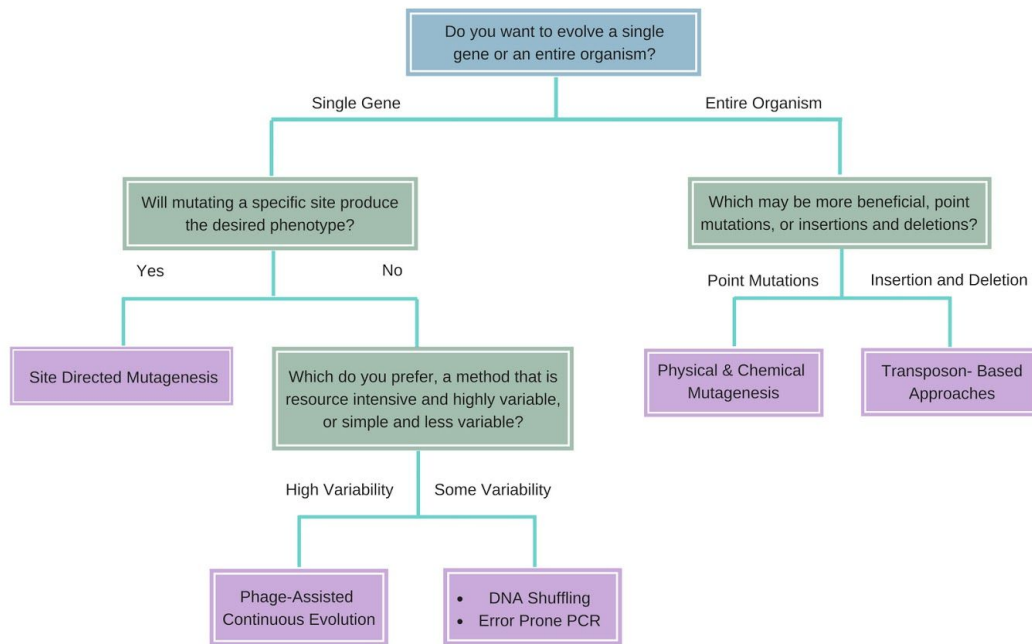 Do you want to evolve a single
gene or an entire organism?
Single Gene
Entire Organism
Will mutating a specific site produce
the desired phenotype?
Which may be more beneficial, point
mutations, or insertions and deletions?
Yes
No
Point Mutations
Insertion and Deletion
Site Directed Mutagenesis
Which do you prefer, a method that is
resource intensive and highly variable,
or simple and less variable?
Physical & Chemical
Mutagenesis
Transposon- Based
Approaches
High Variability
Some Variability
Phage-Assisted
Continuous Evolution
• DNA Shuffling
• Error Prone PCR